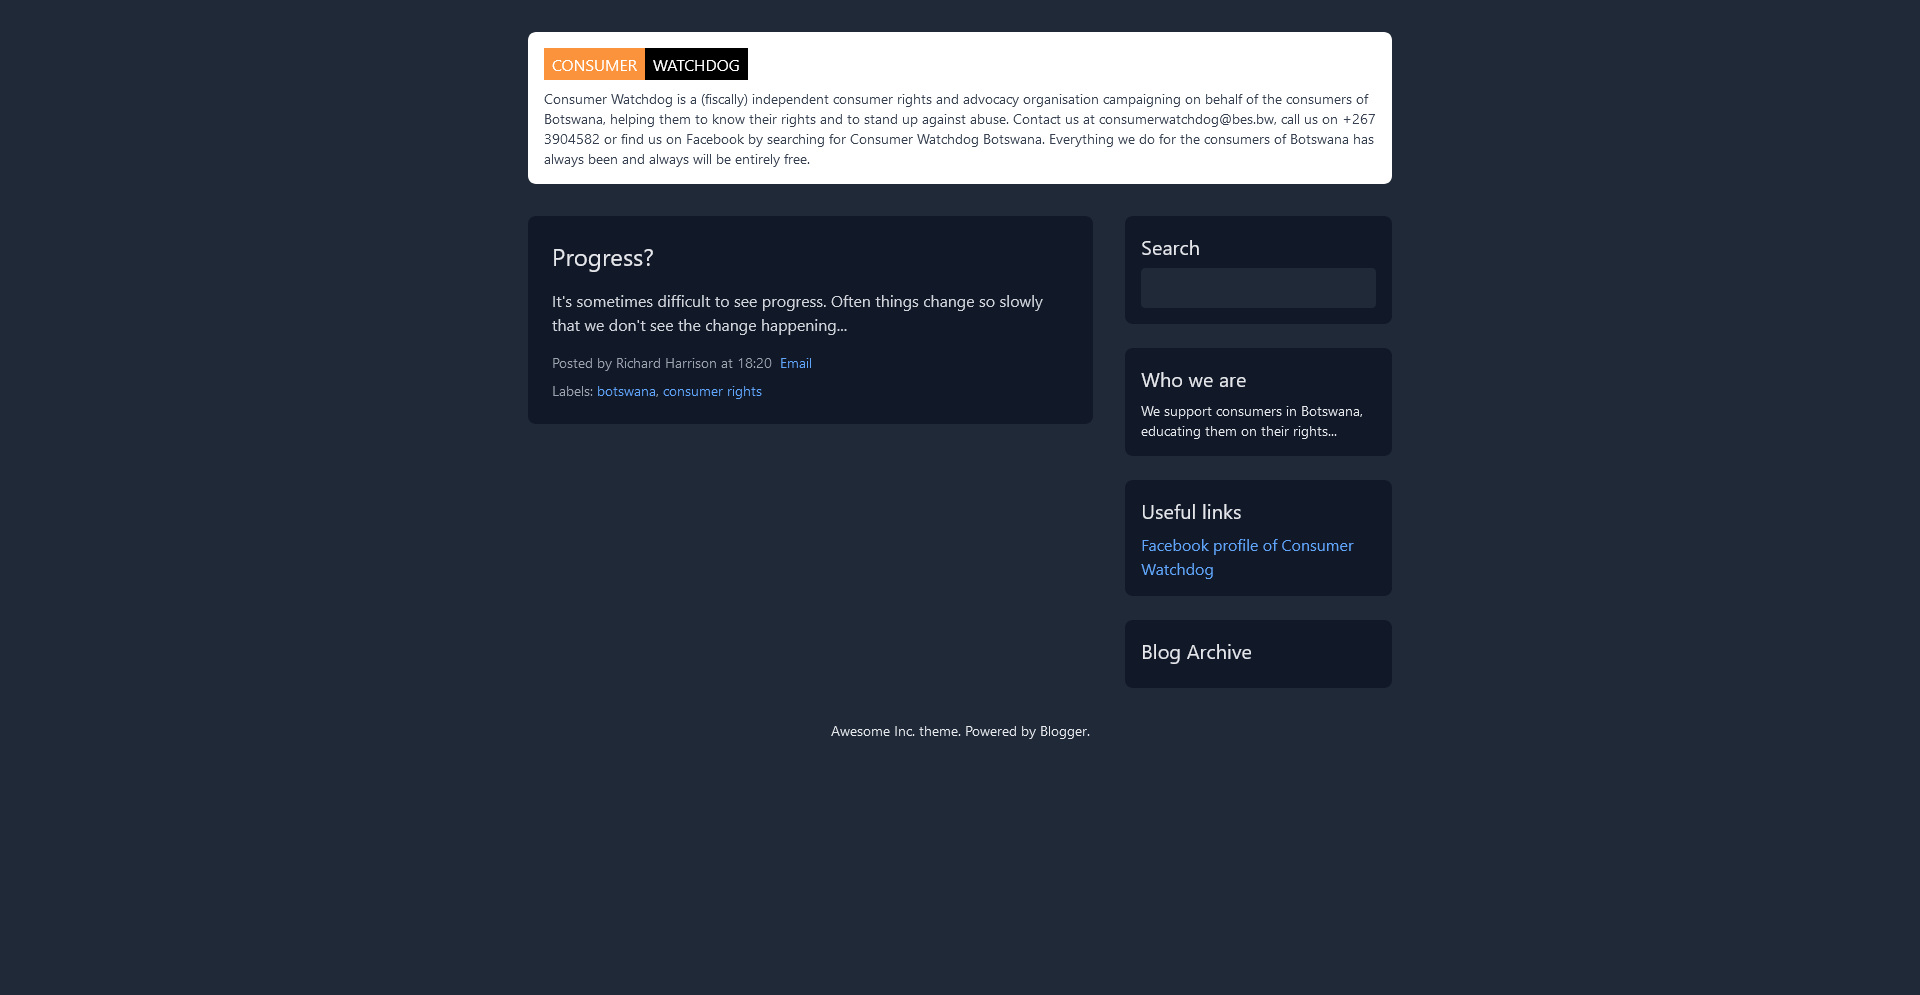 CONSUMER WATCHDOG
Consumer Watchdog is a (fiscally) independent consumer rights and advocacy organisation campaigning on behalf of the consumers of
Botswana, helping them to know their rights and to stand up against abuse. Contact us at consumerwatchdog@bes.bw, call us on +267
3904582 or find us on Facebook by searching for Consumer Watchdog Botswana. Everything we do for the consumers of Botswana has
always been and always will be entirely free.
Progress?
It's sometimes difficult to see progress. Often things change so slowly
that we don't see the change happening...
Posted by Richard Harrison at 18:20 Email
Labels: botswana, consumer rights
Search
Who we are
We support consumers in Botswana,
educating them on their rights...
Useful links
Facebook profile of Consumer
Watchdog
Blog Archive
Awesome Inc. theme. Powered by Blogger.